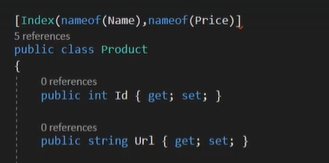 [Index(nameof(Name),nameof(Price)]
5 references
public class Product
{
0 references
public int Id { get; set; }
0 references
public string Url { get; set; }